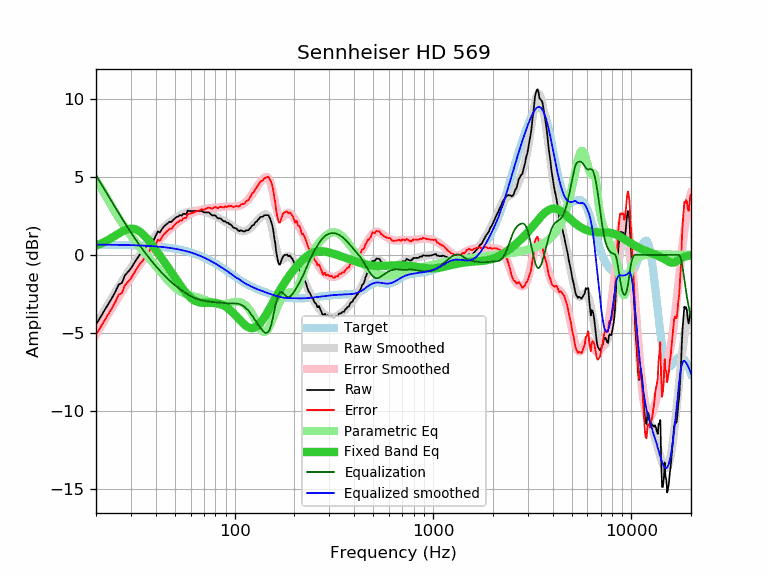 Sennheiser HD 569
Amplitude (dBr)
10
5
0
−5
−10
−15
Target
Raw Smoothed
Error Smoothed
Raw
Error
Parametric Eq
Fixed Band Eq
Equalization
Equalized smoothed
100 1000 10000
Frequency (Hz)